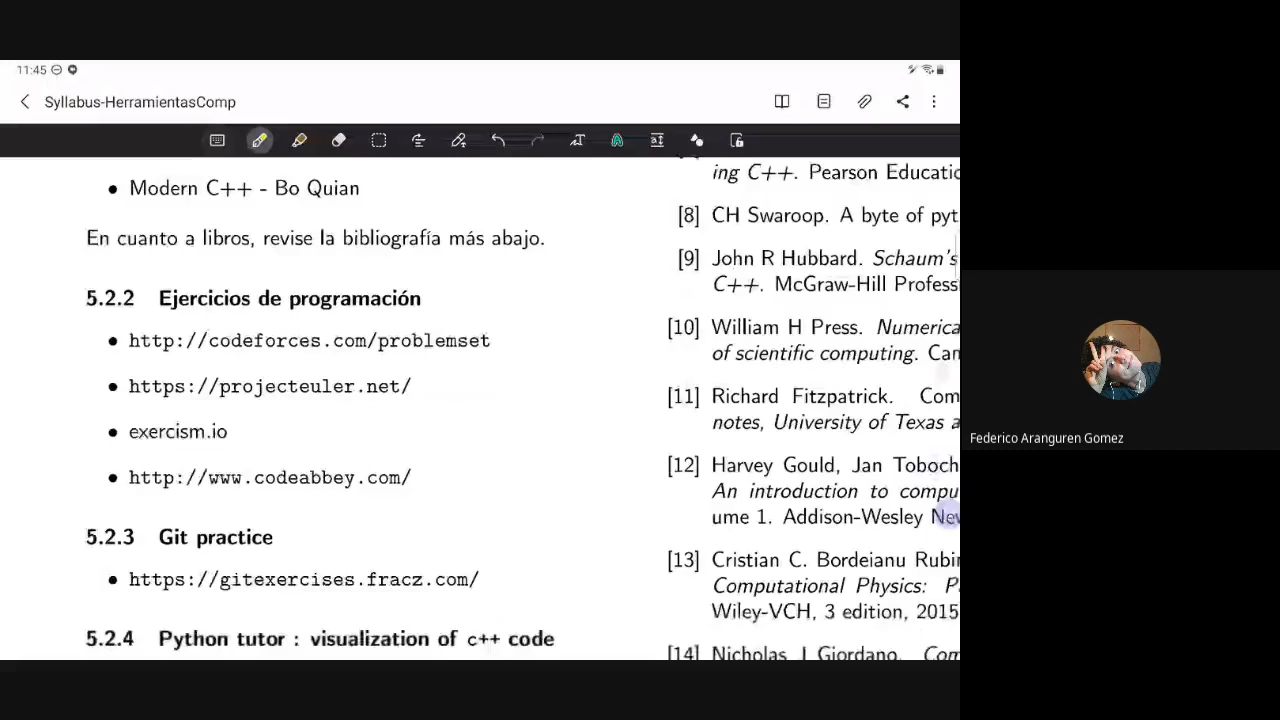 11:45
Syllabus-HerramientasComp
• Modern C++ - Bo Quian
En cuanto a libros, revise la bibliografía más abajo.
5.2.2 Ejercicios de programación
• http://codeforces.com/problemset
• https://projecteuler.net/
• exercism.io
• http://www.codeabbey.com/
5.2.3 Git practice
• https://gitexercises.fracz.com/
5.2.4 Python tutor : visualization of c++ code
ing C++. Pearson Educatio
[8] CH Swaroop. A byte of pyt
[9] John R Hubbard. Schaum's
C++. McGraw-Hill Profess
[10] William H Press. Numerica
of scientific computing. Cam
[11] Richard Fitzpatrick. Com
notes, University of Texas a
[12] Harvey Gould, Jan Toboch
An introduction to compu
ume 1. Addison-Wesley New
[13] Cristian C. Bordeianu Rubin
Computational Physics: P
Wiley-VCH, 3 edition, 2015
[14] Nicholas J Giordano. Com
Federico Aranguren Gomez